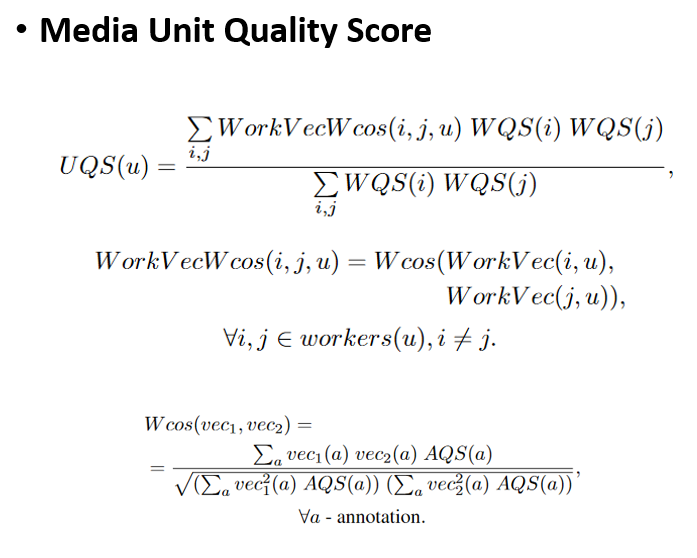 • Media Unit Quality Score
UQS(u) = ∑_{i,j} WorkVecWcos(i, j, u) WQS(i) WQS(j) / ∑_{i,j} WQS(i) WQS(j),
WorkVecWcos(i, j, u) = Wcos(WorkVec(i, u),
WorkVec(j, u)),
∀i, j ∈ workers(u), i ≠ j.
Wcos(vec₁, vec₂) =
= ∑_a vec₁(a) vec₂(a) AQS(a) / √((∑_a vec₁²(a) AQS(a)) (∑_a vec₂²(a) AQS(a))),
∀a - annotation.